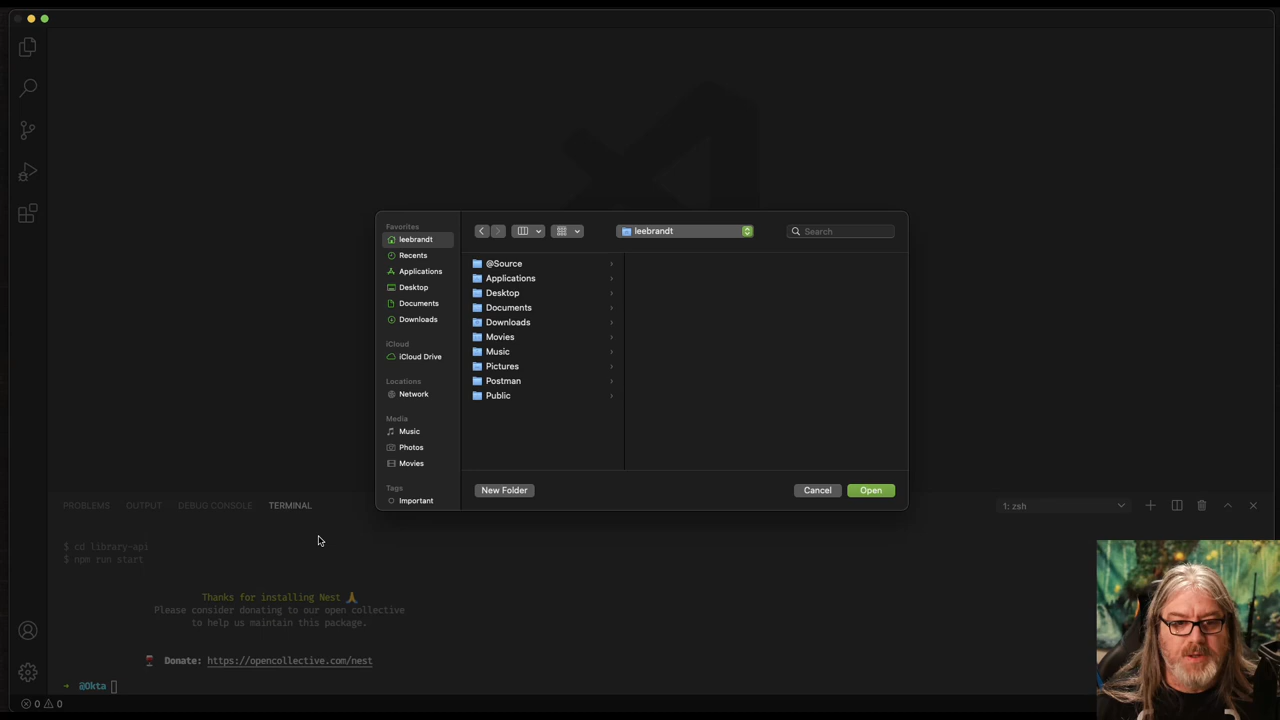 Favorites
leebrandt
Recents
Applications
Desktop
Documents
Downloads
iCloud
iCloud Drive
Locations
Network
Media
Music
Photos
Movies
Tags
Important
leebrandt
Search
@Source
Applications
Desktop
Documents
Downloads
Movies
Music
Pictures
Postman
Public
New Folder
Cancel
Open
PROBLEMS
OUTPUT
DEBUG CONSOLE
TERMINAL
1: zsh
$ cd library-api
$ npm run start
Thanks for installing Nest 🙏
Please consider donating to our open collective
to help us maintain this package.
🍷 Donate: https://opencollective.com/nest
→ @Okta
0 0